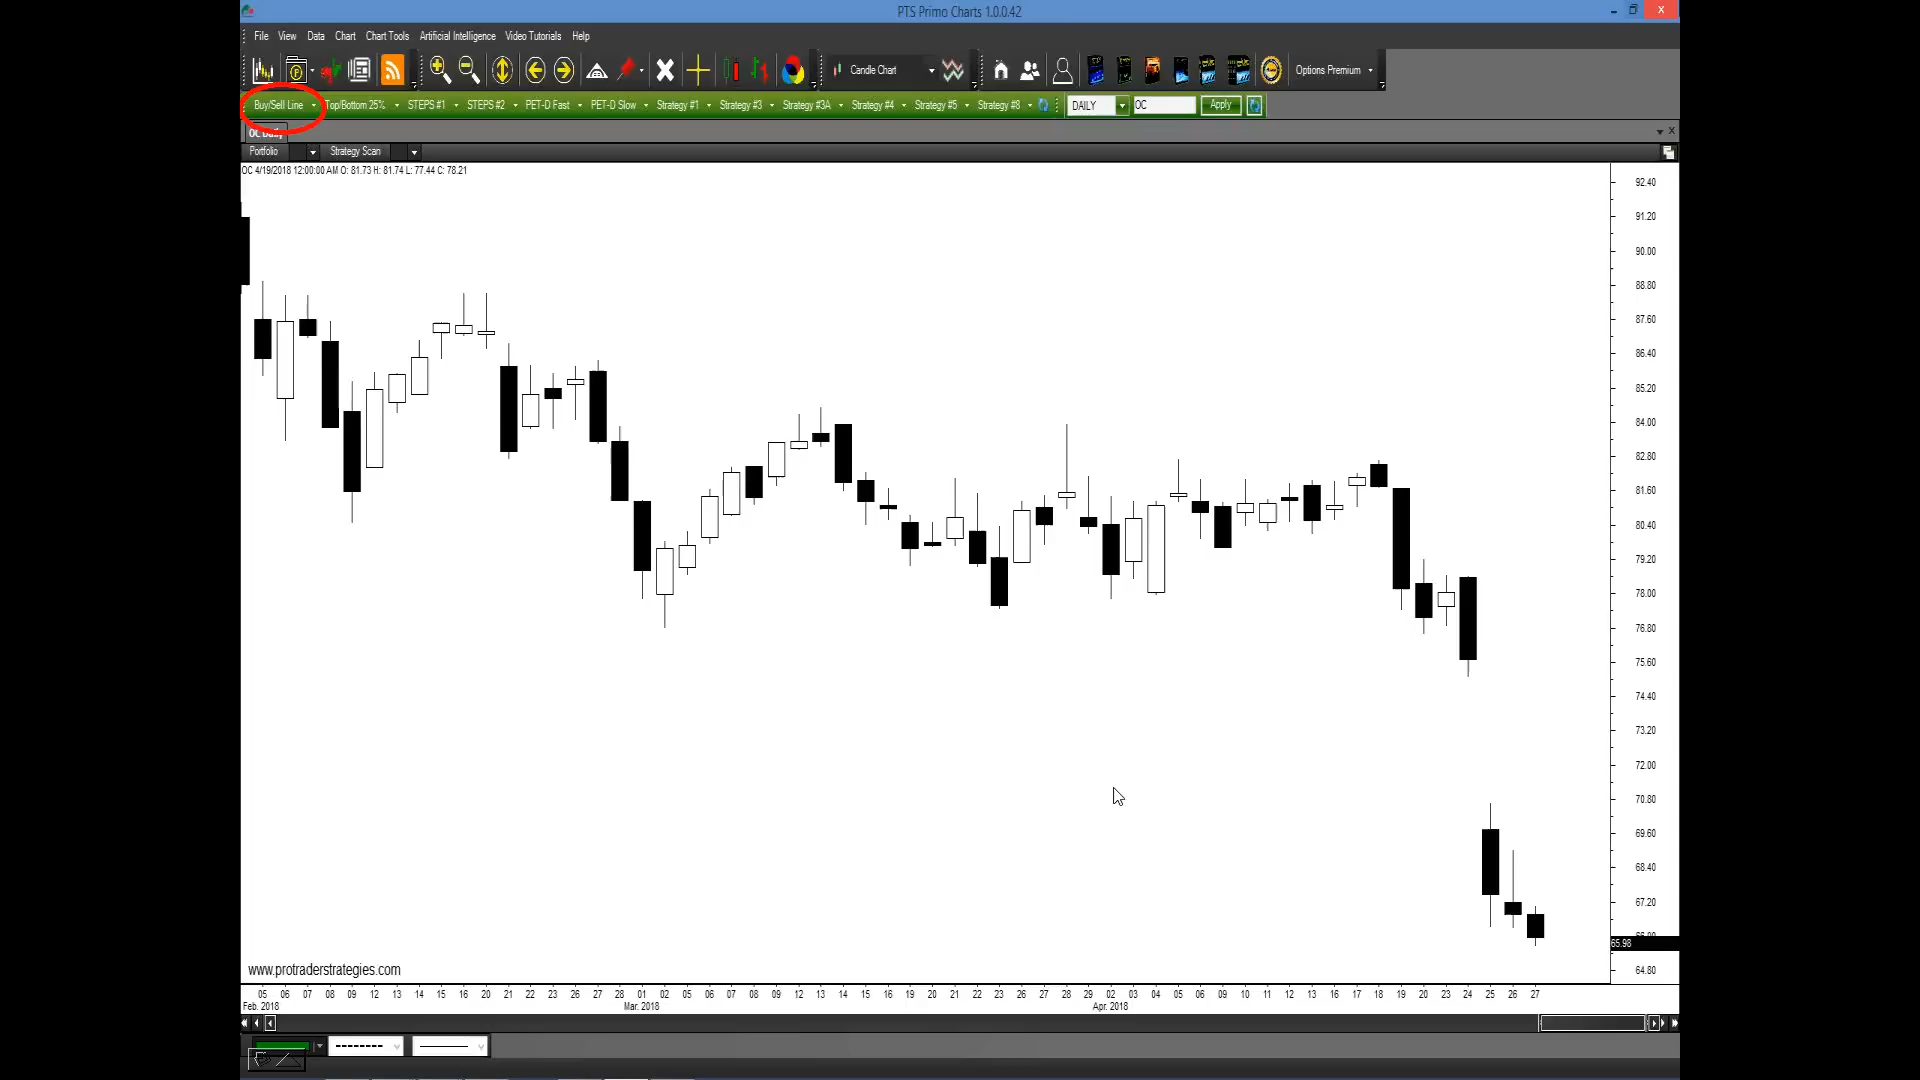 PTS Primo Charts 1.0.0.42
File View Data Chart Chart Tools Artificial Intelligence Video Tutorials Help
Candle Chart Options Premium
Buy/Sell Line Top/Bottom 25% STEPS #1 STEPS #2 PET-D Fast PET-D Slow Strategy #1 Strategy #3 Strategy #3A Strategy #4 Strategy #5 Strategy #8 DAILY OC Apply
OC Daily
Portfolio Strategy Scan
OC 4/19/2018 12:00:00 AM O: 81.73 H: 81.74 L: 77.44 C: 78.21
92.40
91.20
90.00
88.80
87.60
86.40
85.20
84.00
82.80
81.60
80.40
79.20
78.00
76.80
75.60
74.40
73.20
72.00
70.80
69.60
68.40
67.20
66.00
65.98
64.80
www.protraderstrategies.com
05 06 07 08 09 12 13 14 15 16 20 21 22 23 26 27 28 01 02 05 06 07 08 09 12 13 14 15 16 19 20 21 22 23 26 27 28 29 02 03 04 05 06 09 10 11 12 13 16 17 18 19 20 23 24 25 26 27
Feb. 2018 Mar. 2018 Apr. 2018